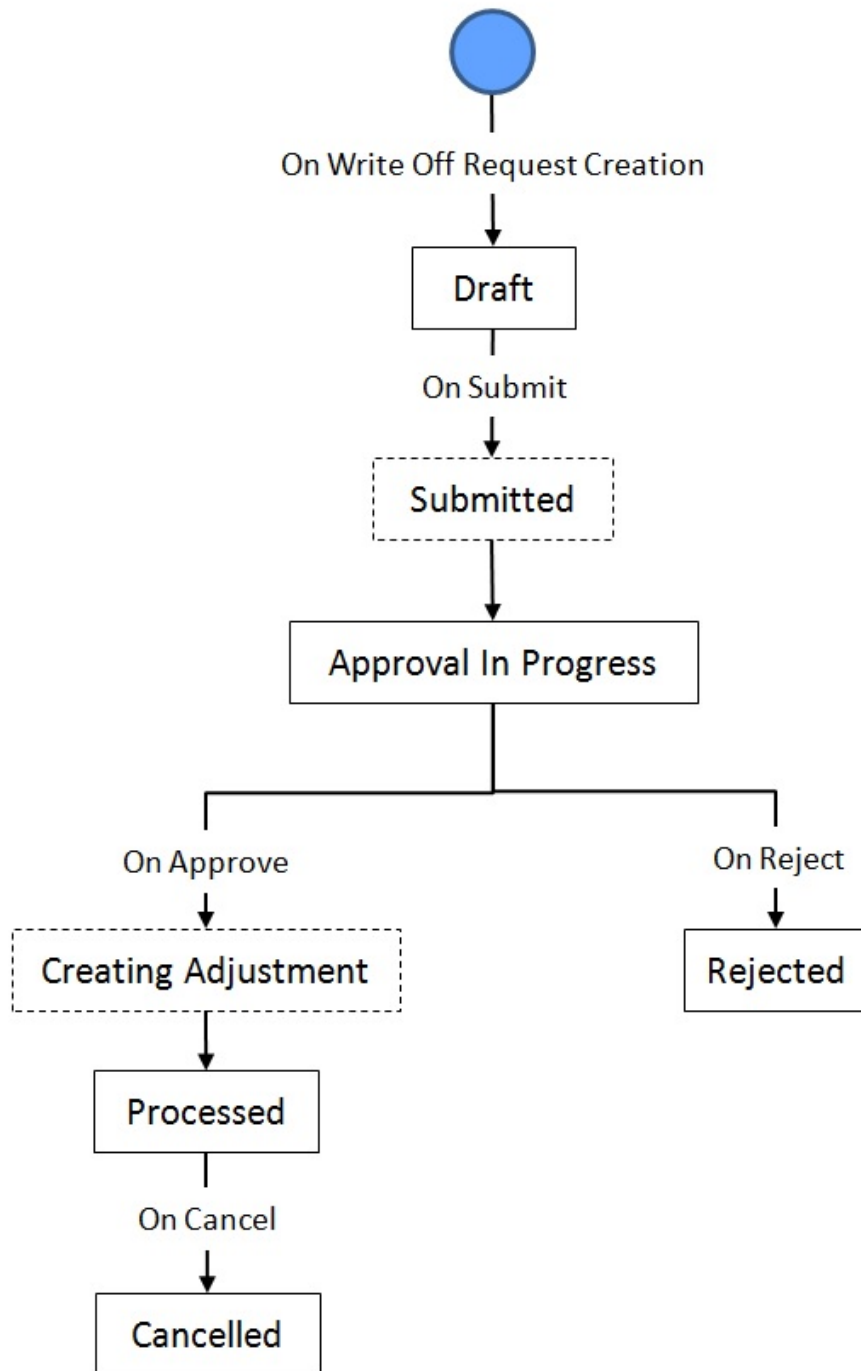 On Write Off Request Creation
Draft
On Submit
Submitted
Approval In Progress
On Approve
On Reject
Creating Adjustment
Rejected
Processed
On Cancel
Cancelled